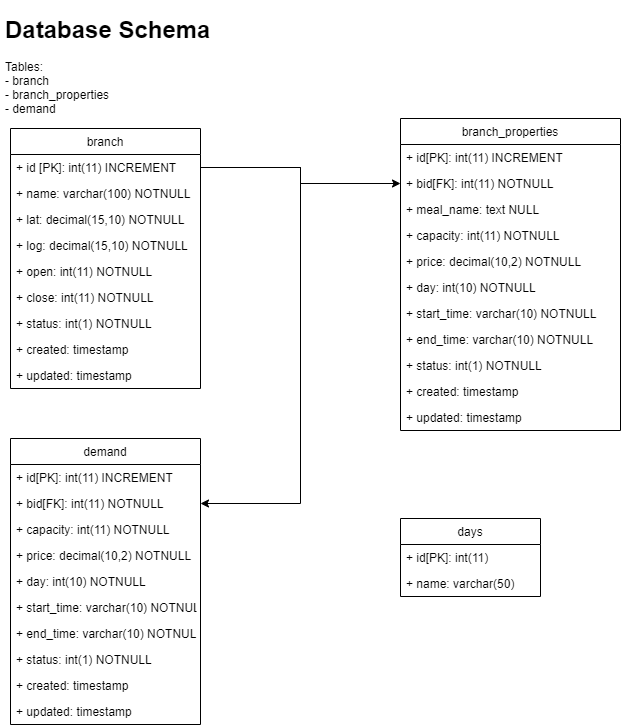 Database Schema
Tables:
- branch
- branch_properties
- demand
branch
+ id [PK]: int(11) INCREMENT
+ name: varchar(100) NOTNULL
+ lat: decimal(15,10) NOTNULL
+ log: decimal(15,10) NOTNULL
+ open: int(11) NOTNULL
+ close: int(11) NOTNULL
+ status: int(1) NOTNULL
+ created: timestamp
+ updated: timestamp
branch_properties
+ id[PK]: int(11) INCREMENT
+ bid[FK]: int(11) NOTNULL
+ meal_name: text NULL
+ capacity: int(11) NOTNULL
+ price: decimal(10,2) NOTNULL
+ day: int(10) NOTNULL
+ start_time: varchar(10) NOTNULL
+ end_time: varchar(10) NOTNULL
+ status: int(1) NOTNULL
+ created: timestamp
+ updated: timestamp
demand
+ id[PK]: int(11) INCREMENT
+ bid[FK]: int(11) NOTNULL
+ capacity: int(11) NOTNULL
+ price: decimal(10,2) NOTNULL
+ day: int(10) NOTNULL
+ start_time: varchar(10) NOTNUL
+ end_time: varchar(10) NOTNUL
+ status: int(1) NOTNULL
+ created: timestamp
+ updated: timestamp
days
+ id[PK]: int(11)
+ name: varchar(50)